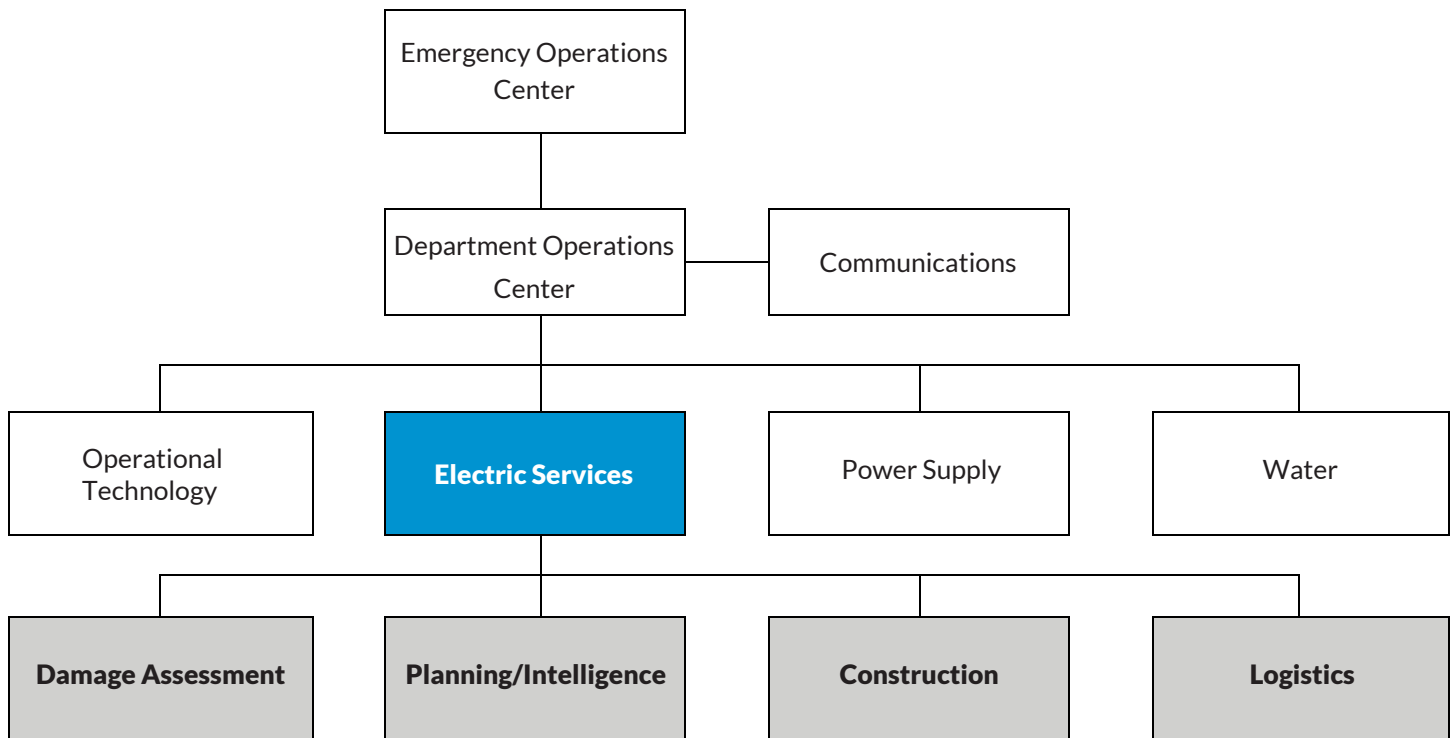 Emergency Operations
Center
Department Operations
Center
Communications
Operational
Technology
Electric Services
Power Supply
Water
Damage Assessment
Planning/Intelligence
Construction
Logistics